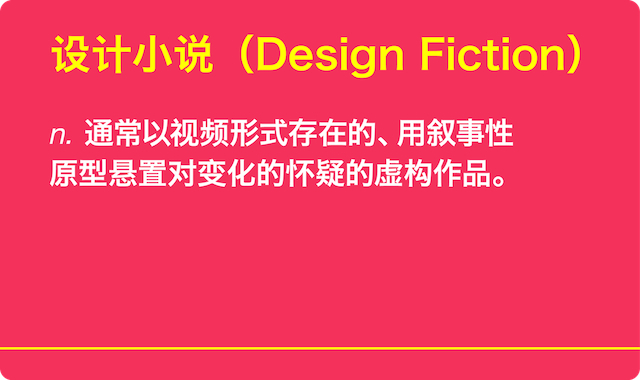 设计小说（Design Fiction）
n. 通常以视频形式存在的、用叙事性
原型悬置对变化的怀疑的虚构作品。